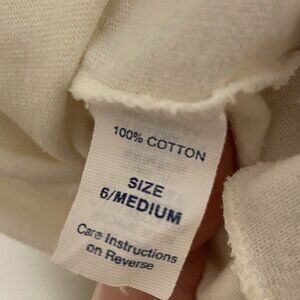 100% COTTON
SIZE
6/MEDIUM
Care Instructions
on Reverse